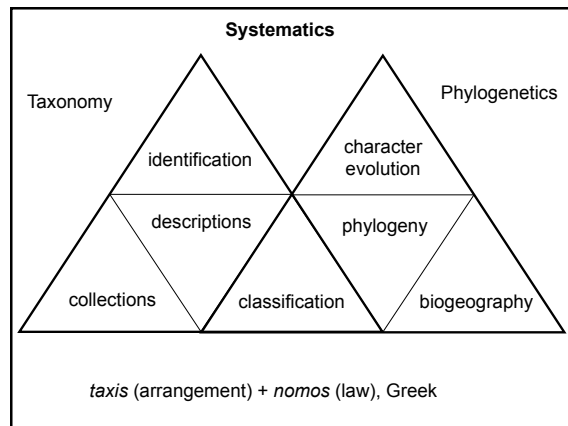 Systematics
Taxonomy
Phylogenetics
identification
character
evolution
descriptions
phylogeny
collections
classification
biogeography
taxis (arrangement) + nomos (law), Greek